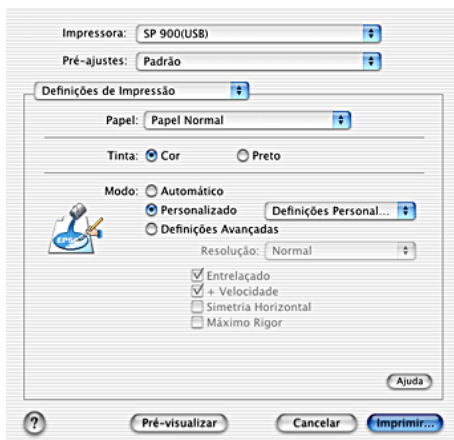 Impressora: SP 900(USB)
Pré-ajustes: Padrão
Definições de Impressão
Papel: Papel Normal
Tinta: Cor Preto
Modo: Automático
Personalizado Definições Personal...
Definições Avançadas
Resolução: Normal
Entrelaçado
+ Velocidade
Simetria Horizontal
Máximo Rigor
EPSON
Ajuda
? Pré-visualizar Cancelar Imprimir...